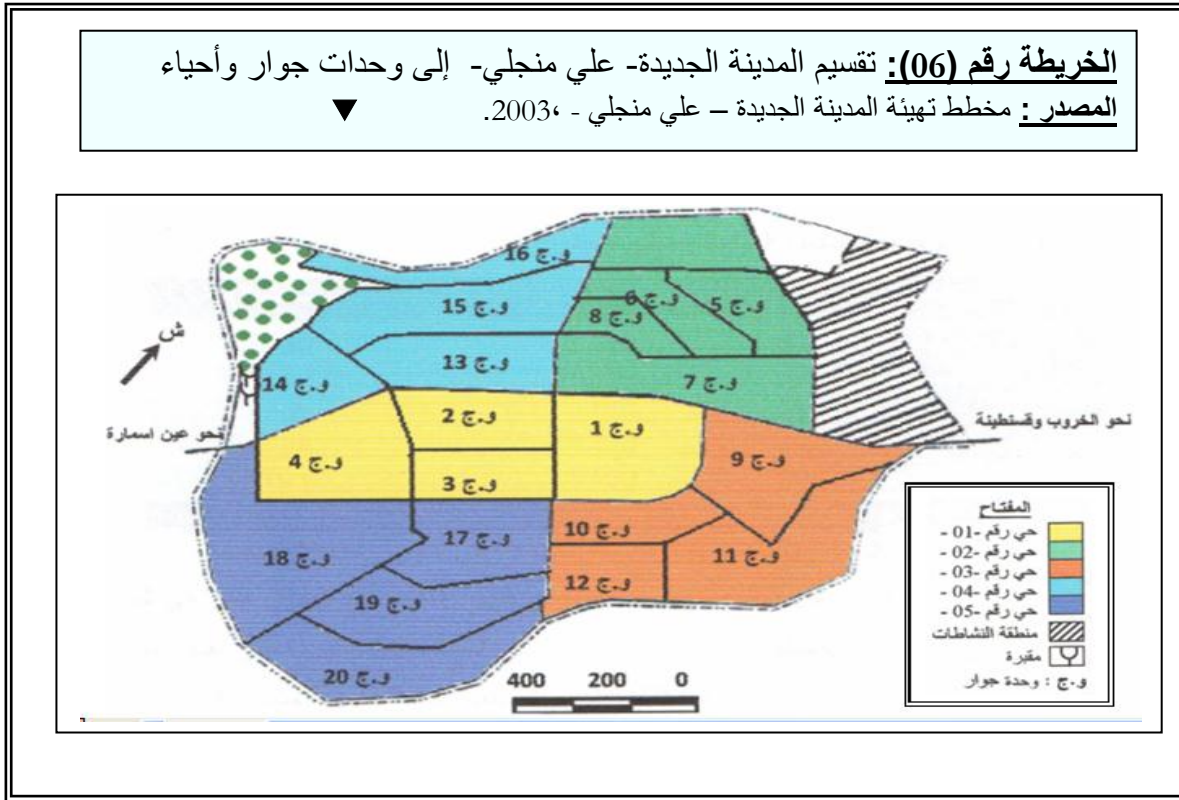 الخريطة رقم (06): تقسيم المدينة الجديدة- علي منجلي- إلى وحدات جوار وأحياء
المصدر : مخطط تهيئة المدينة الجديدة – علي منجلي - ،2003. ▼
و.ج 16
و.ج 15
و.ج 6
و.ج 5
و.ج 8
ش
و.ج 13
و.ج 14
و.ج 7
و.ج 2
و.ج 1
نحو الخروب وقسنطينة
نحو عين اسمارة
و.ج 4
و.ج 9
و.ج 3
و.ج 10
و.ج 17
و.ج 11
و.ج 18
و.ج 12
و.ج 19
و.ج 20
400 200 0
المفتاح
حي رقم -01 -
حي رقم -02 -
حي رقم -03 -
حي رقم -04 -
حي رقم -05 -
منطقة النشاطات
مقبرة
و.ج : وحدة جوار